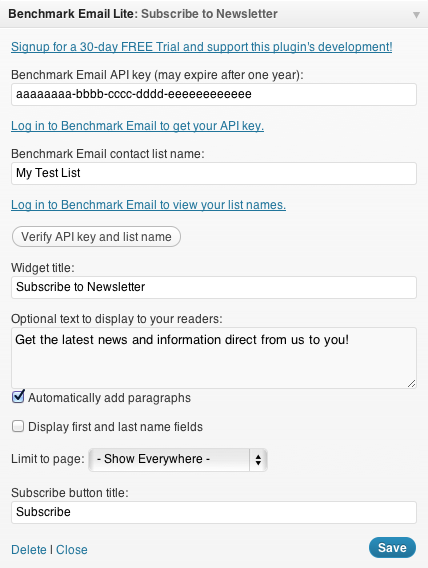 Benchmark Email Lite: Subscribe to Newsletter
Signup for a 30-day FREE Trial and support this plugin's development!
Benchmark Email API key (may expire after one year):
aaaaaaaa-bbbb-cccc-dddd-eeeeeeeeeeee
Log in to Benchmark Email to get your API key.
Benchmark Email contact list name:
My Test List
Log in to Benchmark Email to view your list names.
Verify API key and list name
Widget title:
Subscribe to Newsletter
Optional text to display to your readers:
Get the latest news and information direct from us to you!
Automatically add paragraphs
Display first and last name fields
Limit to page: - Show Everywhere -
Subscribe button title:
Subscribe
Delete | Close Save